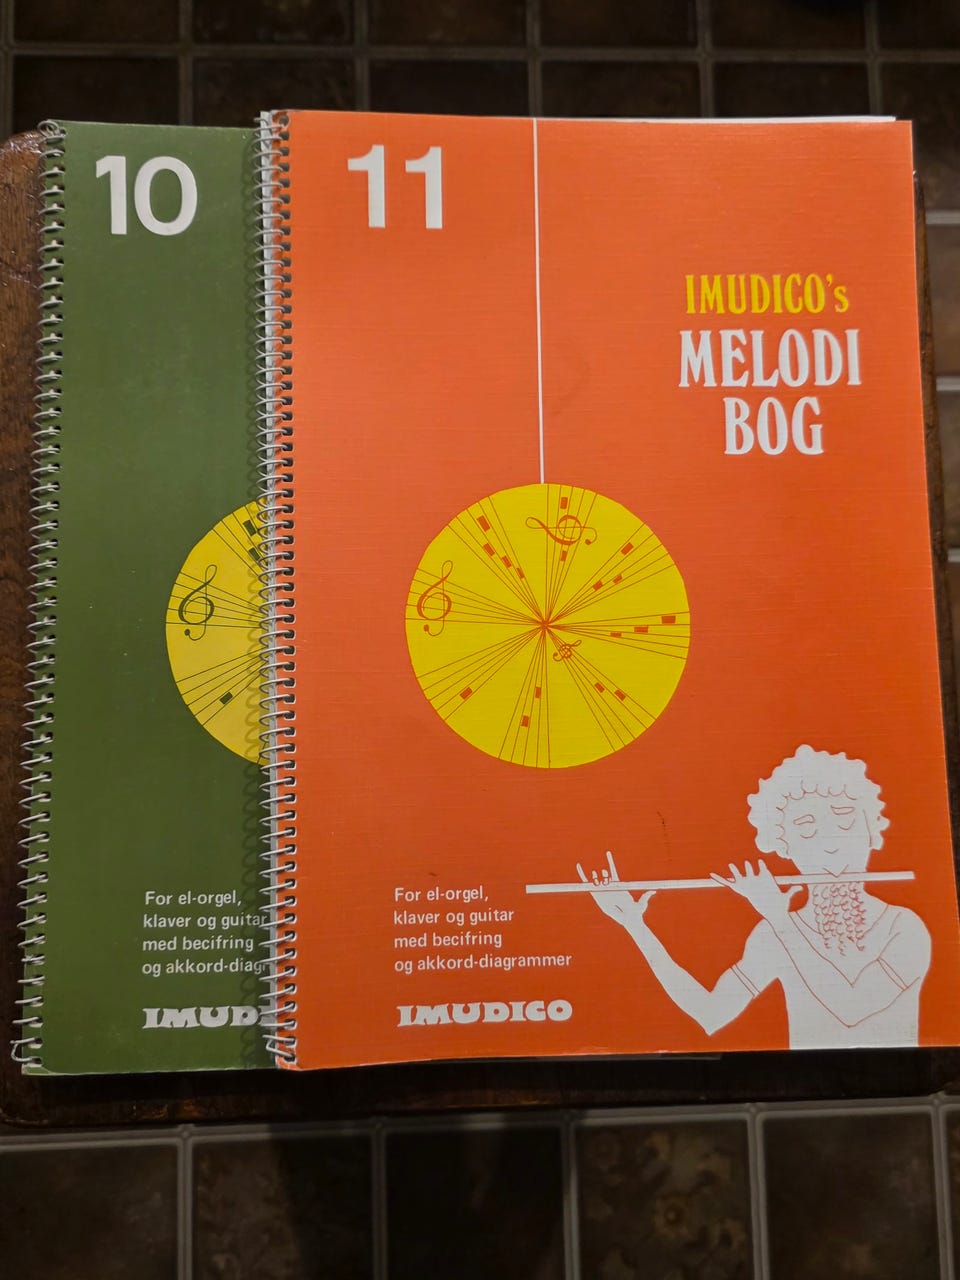 10
For el-orgel,
klaver og guitar
med becifring
og
11
IMUDICO's
MELODI
BOG
For el-orgel,
klaver og guitar
med becifring
og akkord-diagrammer
IMUDICO